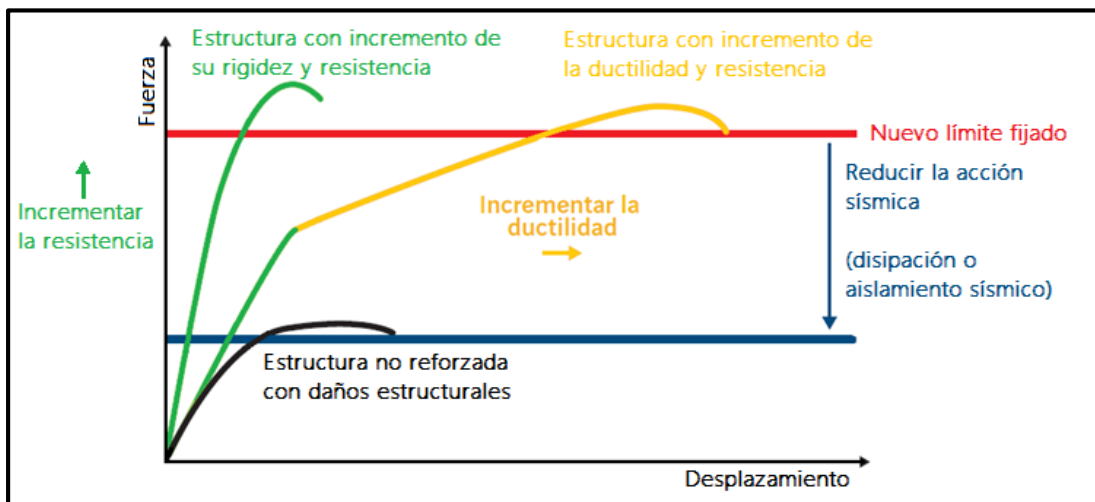 Estructura con incremento de
su rigidez y resistencia
Estructura con incremento de
la ductilidad y resistencia
Fuerza
Nuevo límite fijado
Reducir la acción
sísmica
(disipación o
aislamiento sísmico)
Incrementar
la resistencia
Incrementar la
ductilidad
Estructura no reforzada
con daños estructurales
Desplazamiento